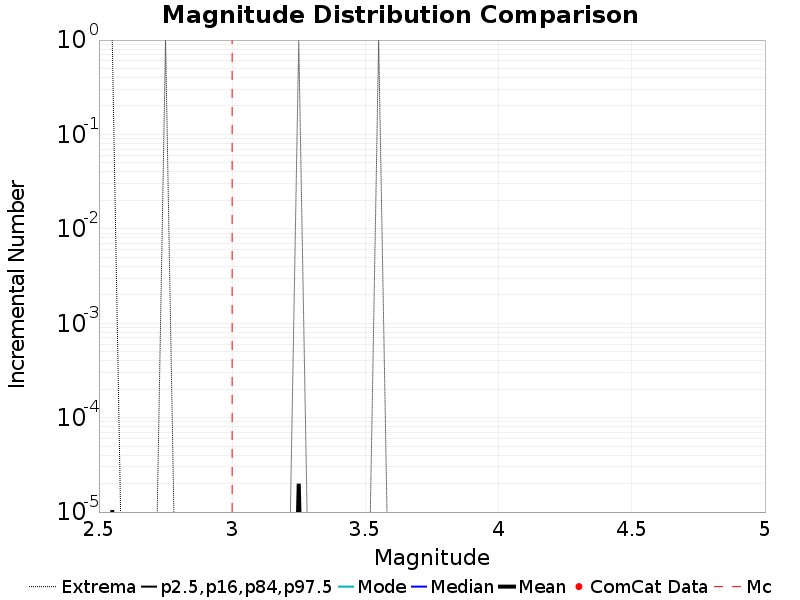 Magnitude Distribution Comparison
Incremental Number
10^0
10^-1
10^-2
10^-3
10^-4
10^-5
2.5 3 3.5 4 4.5 5
Magnitude
Extrema p2.5,p16,p84,p97.5 Mode Median Mean ComCat Data Mc